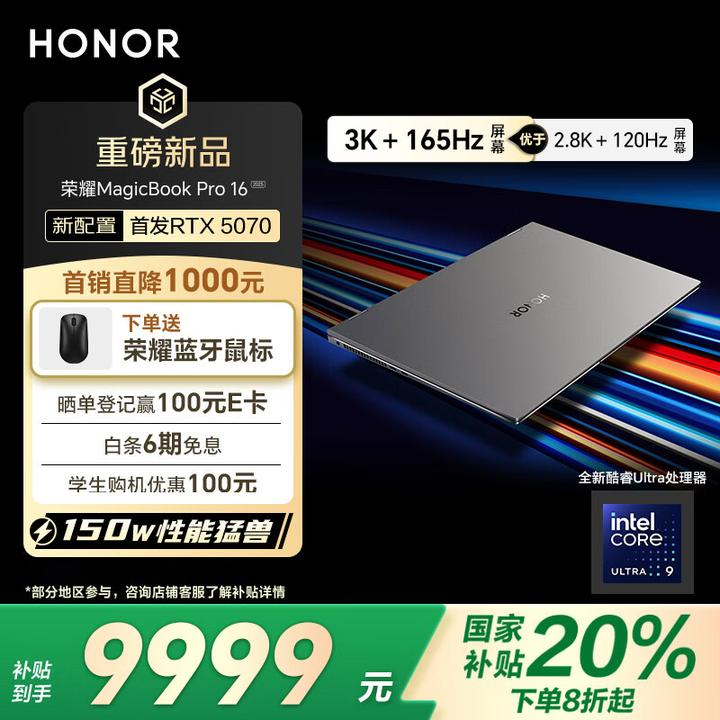 HONOR
重磅新品
荣耀MagicBook Pro 16 2025
新配置 首发RTX 5070
首销直降1000元
下单送
荣耀蓝牙鼠标
晒单登记赢100元E卡
白条6期免息
学生购机优惠100元
150w性能猛兽
*部分地区参与，咨询店铺客服了解补贴详情
3K+165Hz 屏幕 优于 2.8K+120Hz 屏幕
HONOR
全新酷睿Ultra处理器
intel
CORE
ULTRA 9
补贴到手 9999 元
国家补贴 20%
下单8折起